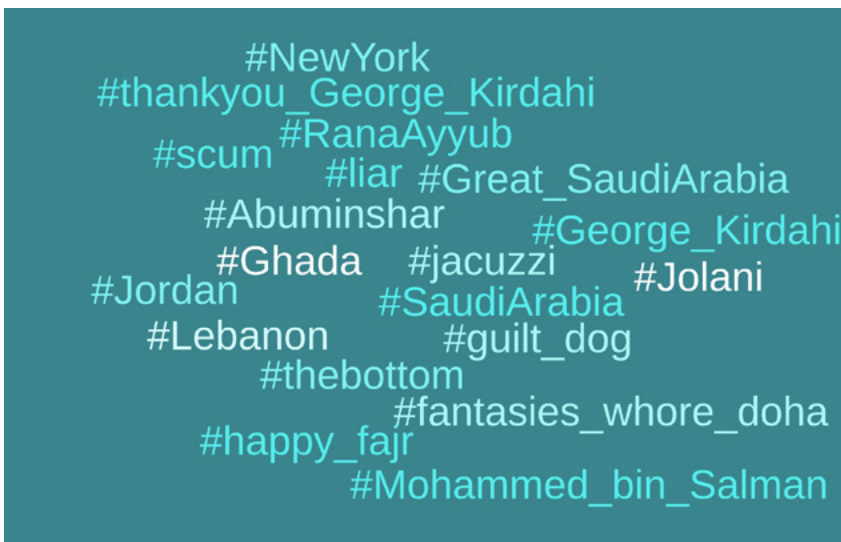 #NewYork
#thankyou_George_Kirdahi
#RanaAyyub
#scum
#liar #Great_SaudiArabia
#Abuminshar
#George_Kirdahi
#Ghada #jacuzzi #Jolani
#Jordan
#SaudiArabia
#Lebanon #guilt_dog
#thebottom
#fantasies_whore_doha
#happy_fajr
#Mohammed_bin_Salman